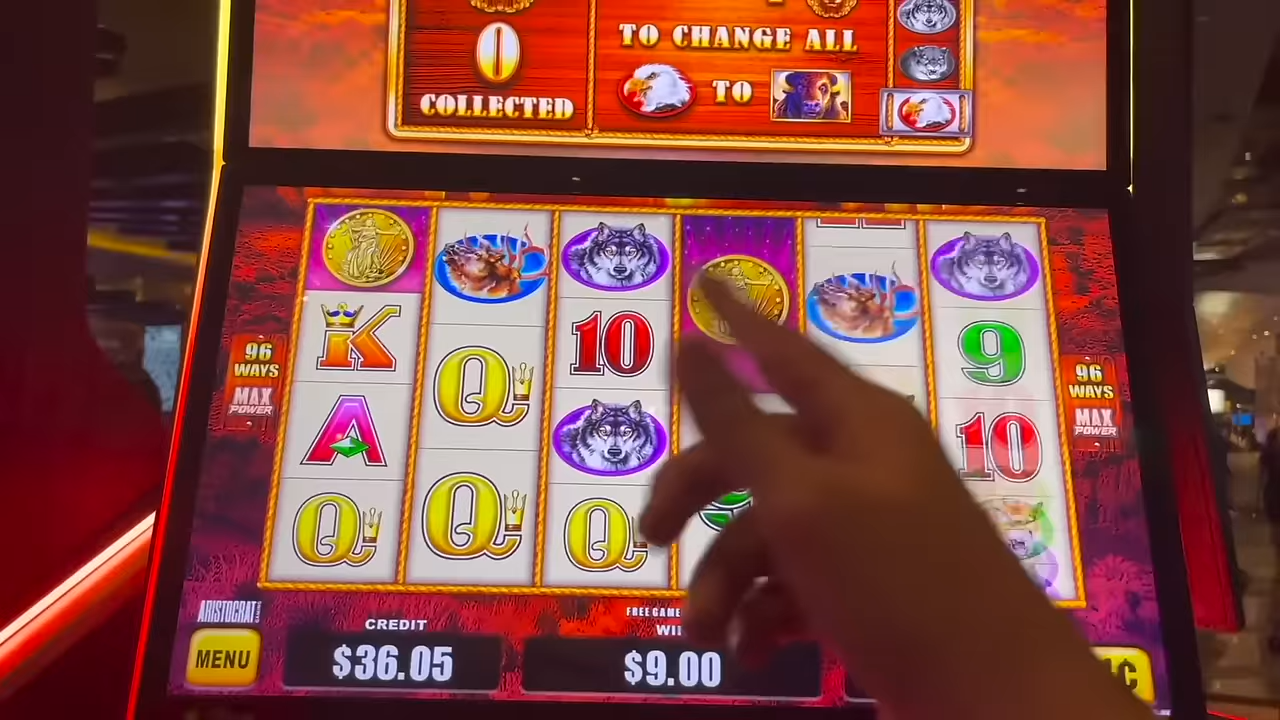 0
COLLECTED
TO CHANGE ALL
TO
96
WAYS
MAX
POWER
K
10
9
A
Q
10
Q
Q
Q
96
WAYS
MAX
POWER
ARISTOCRAT
MENU
CREDIT
$36.05
FREE GAME
$9.00